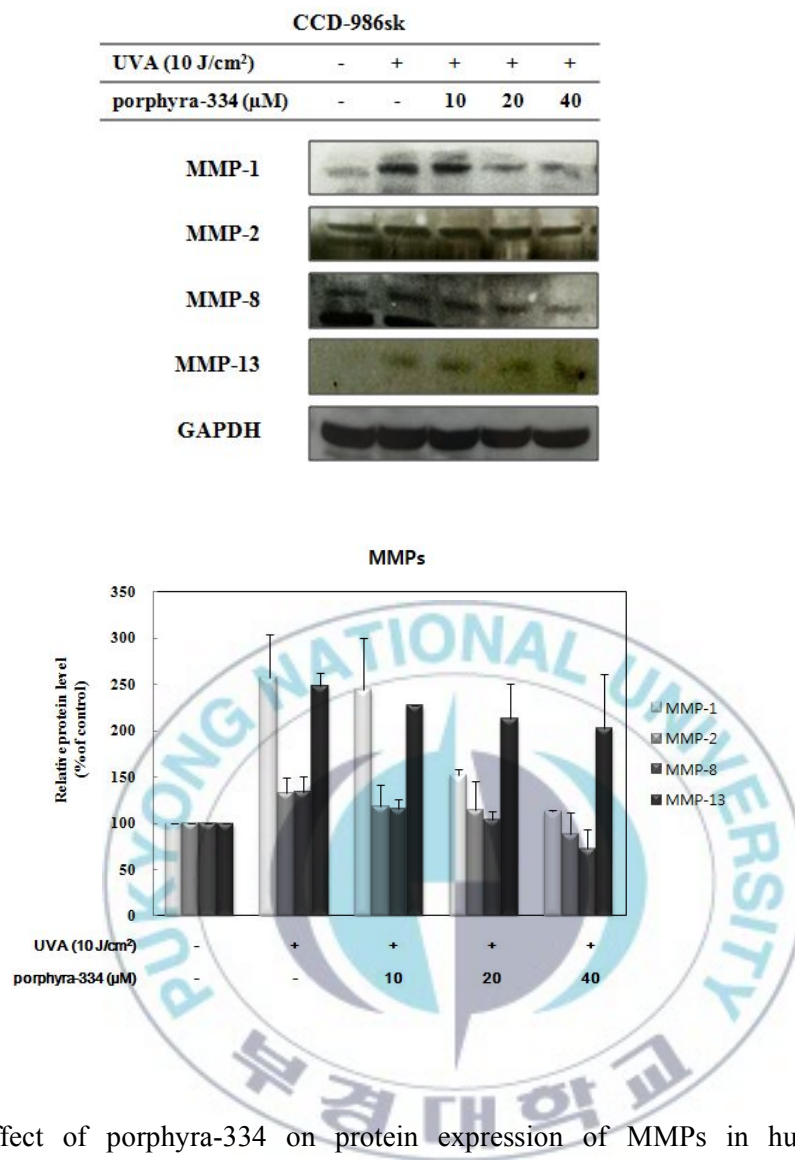 CCD-986sk
UVA (10 J/cm²) - + + + +
porphyra-334 (µM) - - 10 20 40
MMP-1
MMP-2
MMP-8
MMP-13
GAPDH
MMPs
350
300
250
200
150
100
50
0
Relative protein level
(% of control)
MMP-1
MMP-2
MMP-8
MMP-13
UVA (10 J/cm²) - + + + +
porphyra-334 (µM) - - 10 20 40
PUKYONG NATIONAL UNIVERSITY
부경대학교
ffect of porphyra-334 on protein expression of MMPs in hu